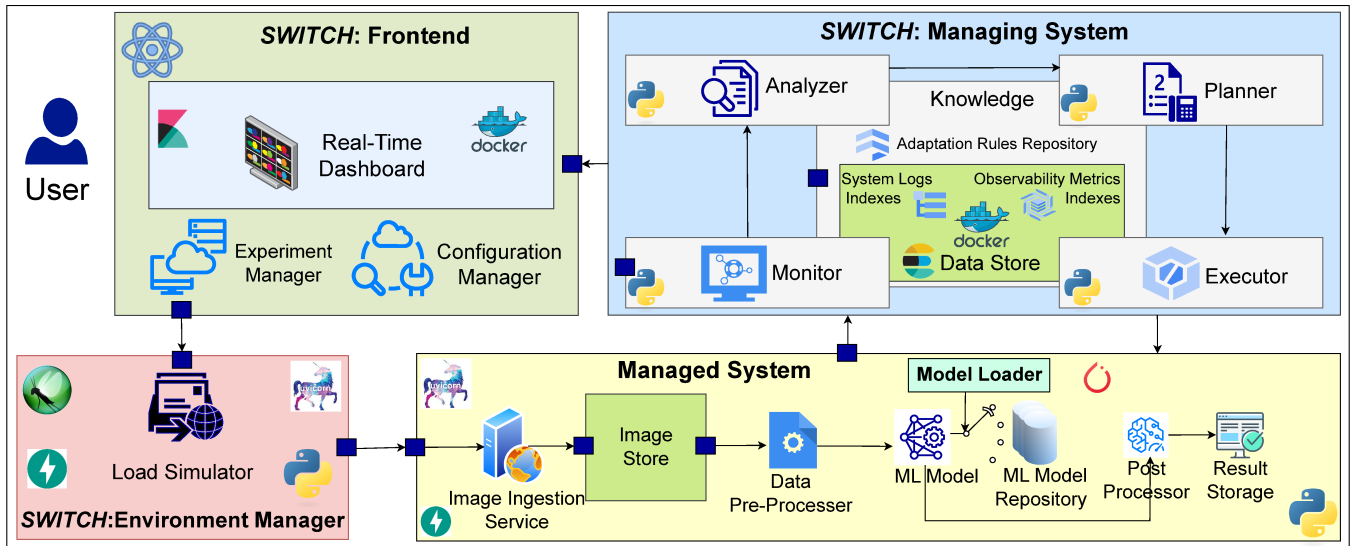 SWITCH: Frontend
Real-Time
Dashboard
docker
Experiment
Manager
Configuration
Manager
User
SWITCH: Managing System
Analyzer
2
Planner
Knowledge
Adaptation Rules Repository
System Logs
Indexes
Observability Metrics
Indexes
docker
Data Store
Monitor
Executor
uvicorn
Load Simulator
SWITCH:Environment Manager
Managed System
uvicorn
Model Loader
Image Ingestion
Service
Image
Store
Data
Pre-Processer
ML Model
ML Model
Repository
Post
Processor
Result
Storage